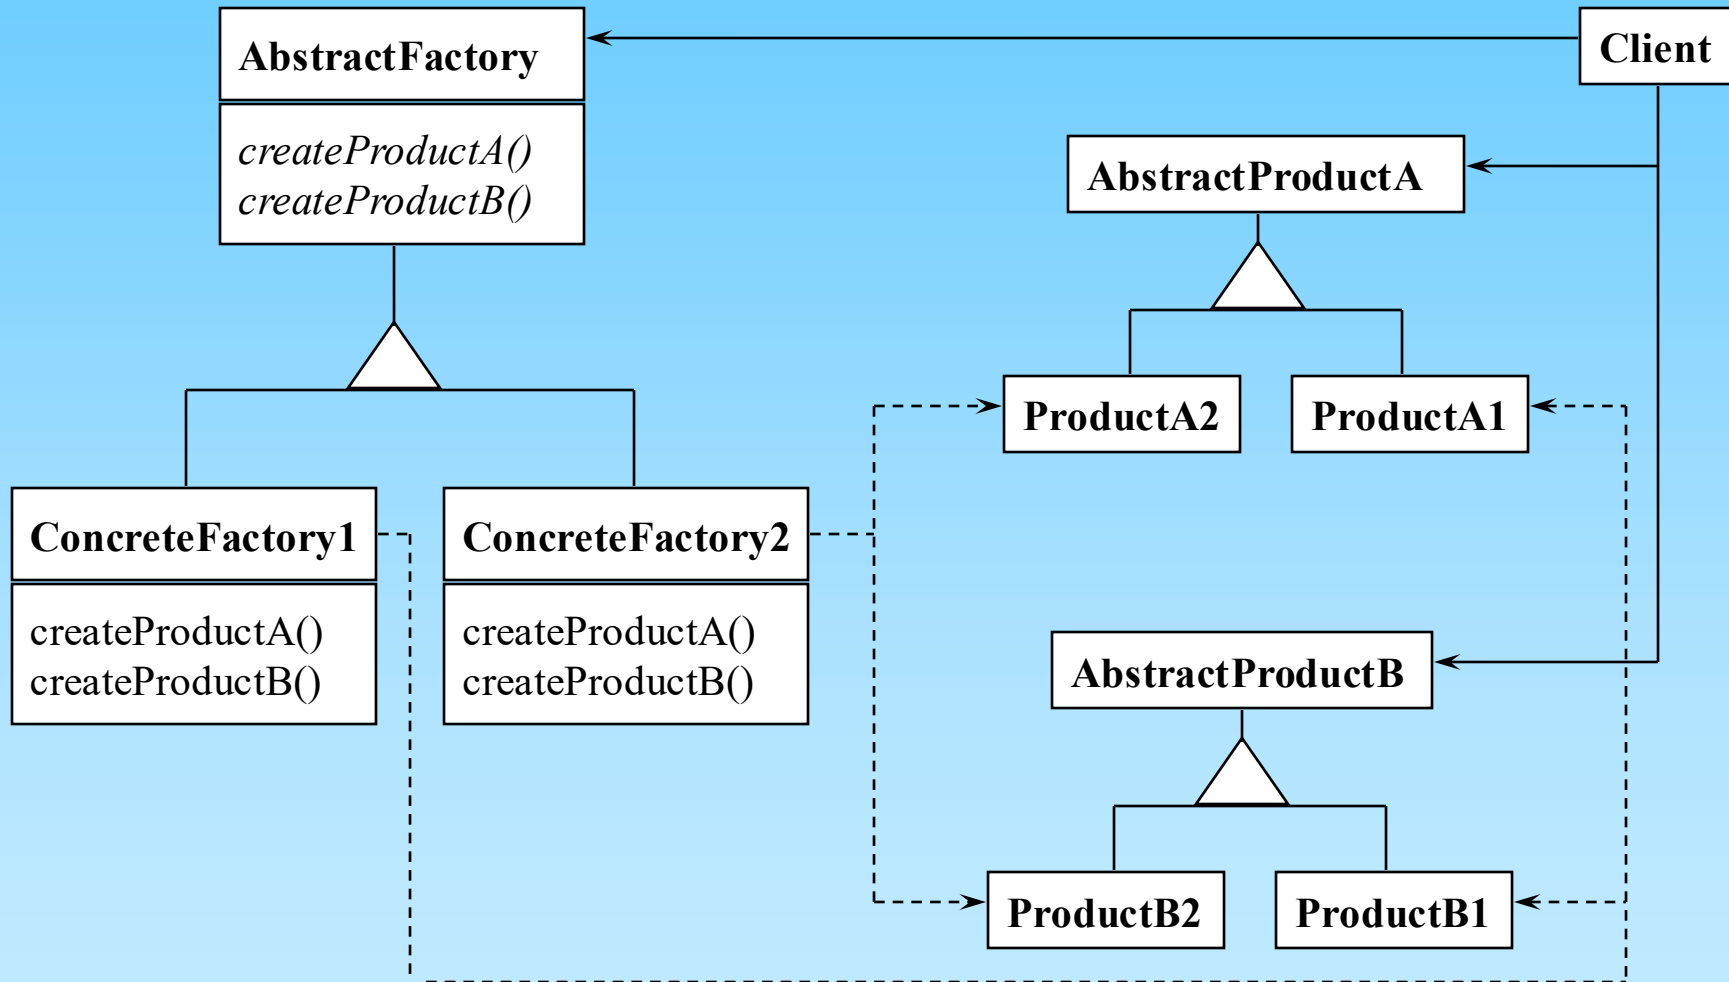 AbstractFactory
createProductA()
createProductB()
Client
AbstractProductA
ProductA2
ProductA1
ConcreteFactory1
createProductA()
createProductB()
ConcreteFactory2
createProductA()
createProductB()
AbstractProductB
ProductB2
ProductB1